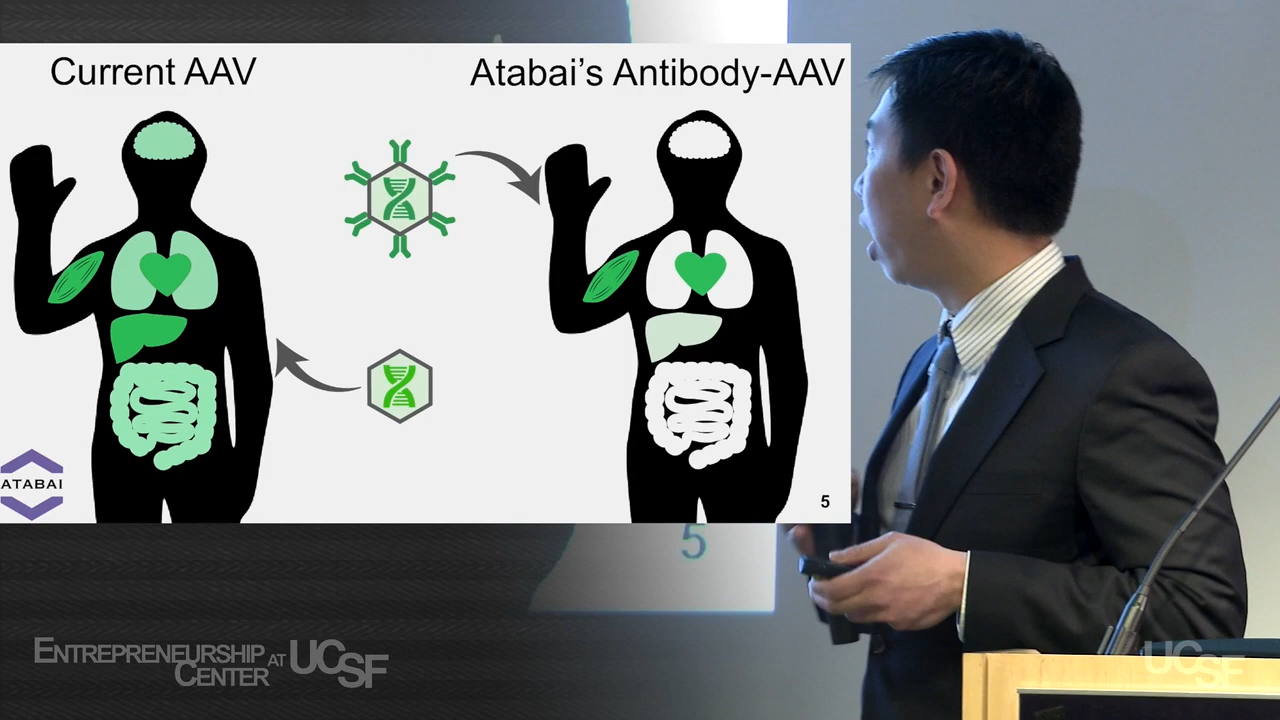 Current AAV
Atabai's Antibody-AAV
ATABAI
5
5
ENTREPRENEURSHIP
CENTER AT UCSF
UCSF